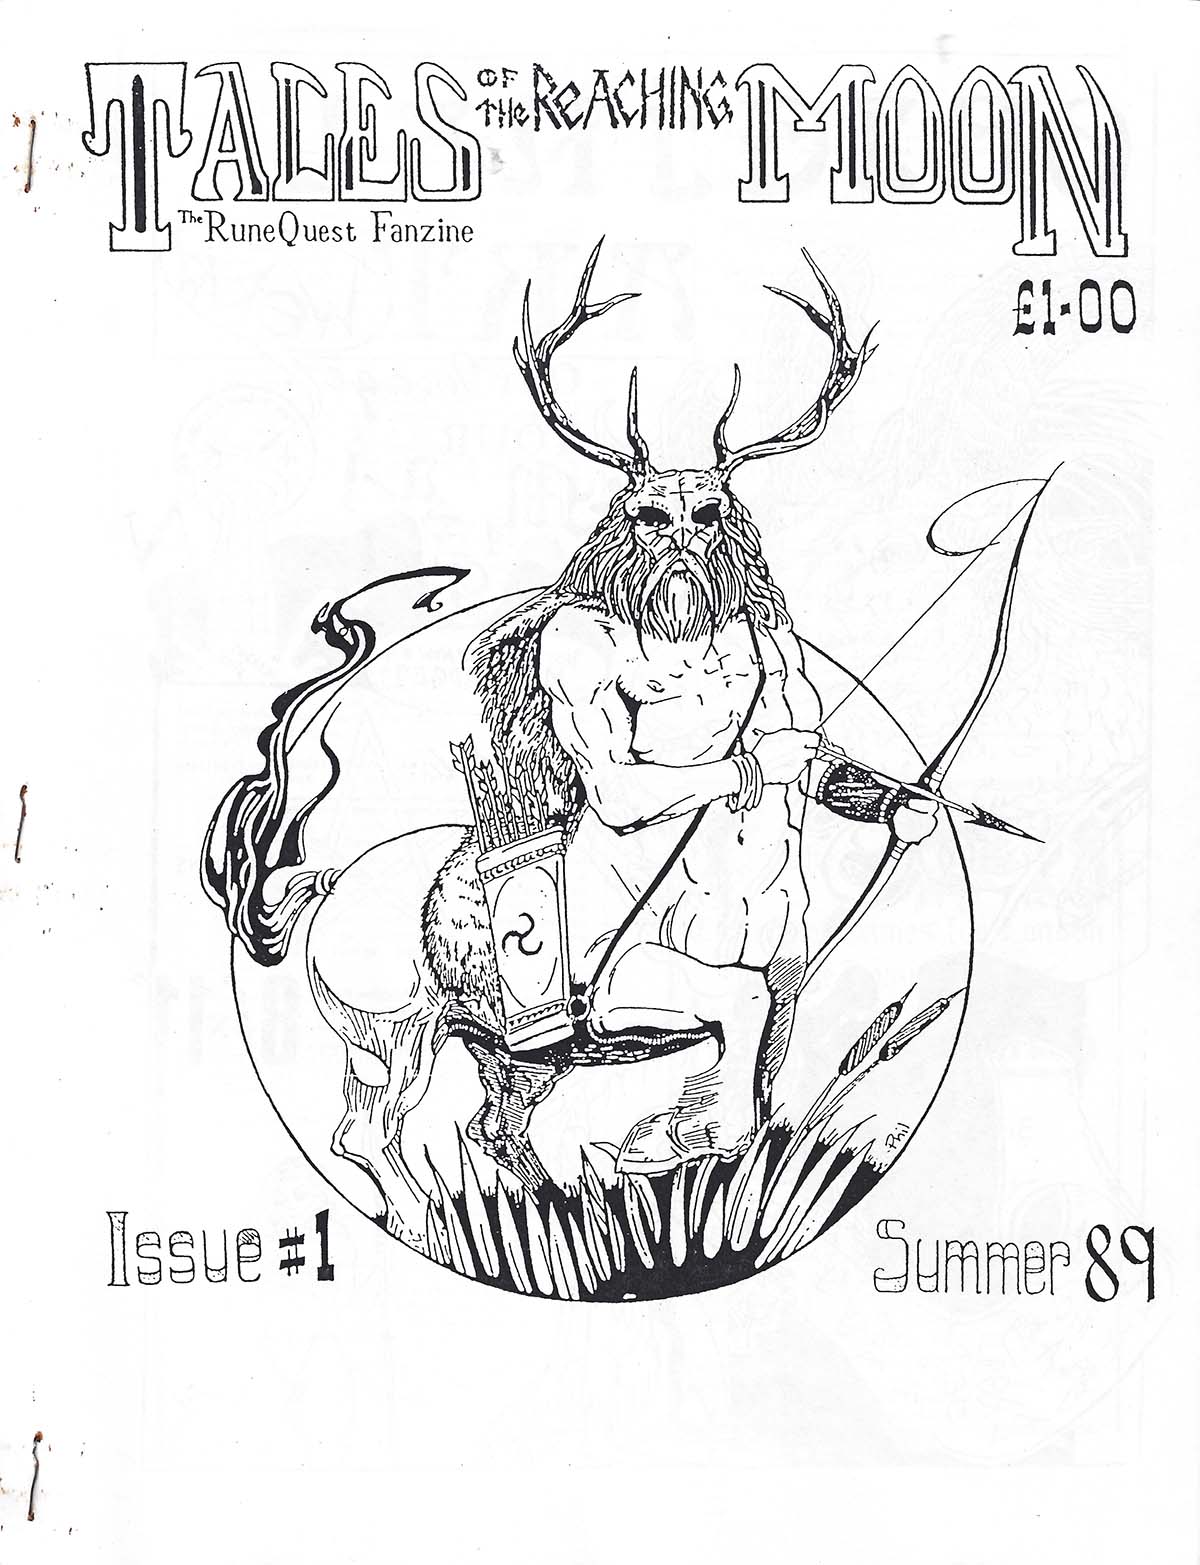 TALES OF THE REACHING MOON
The RuneQuest Fanzine
£1·00
Phil
Issue #1
Summer 89